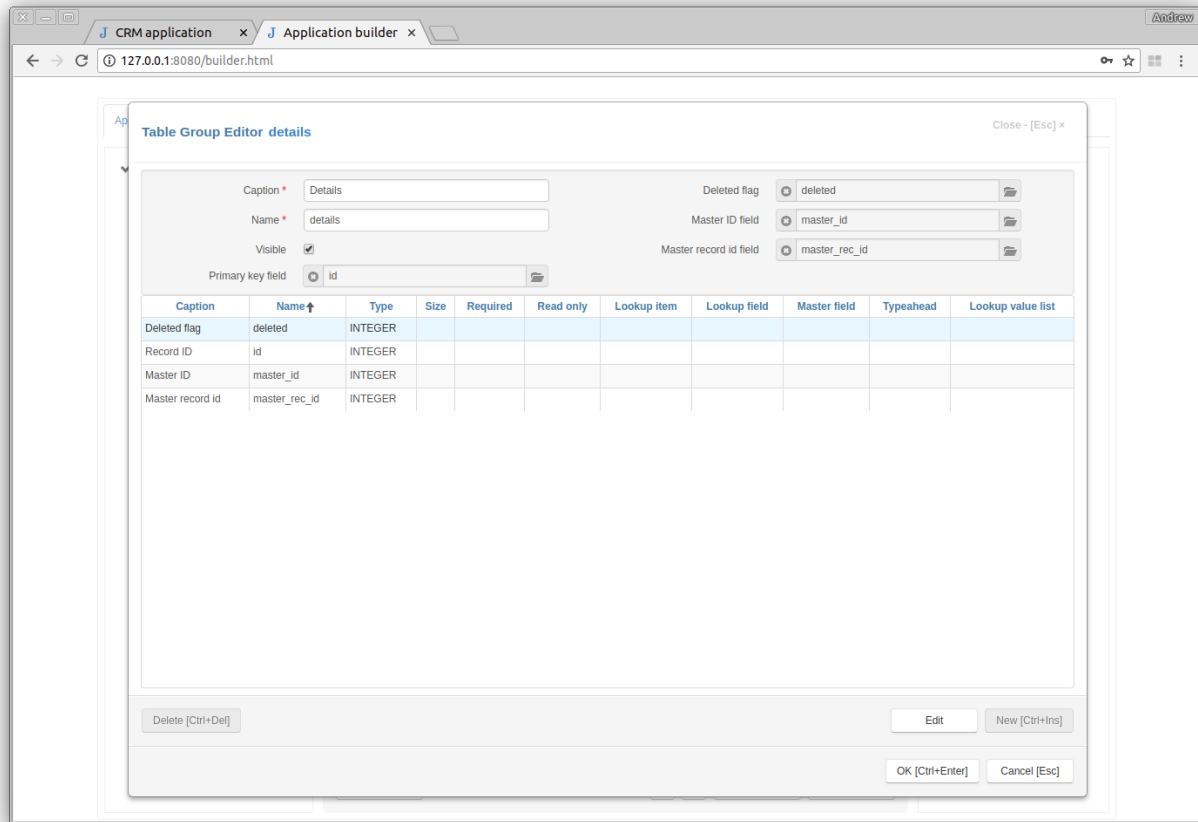 Andrew
CRM application × Application builder ×
127.0.0.1:8080/builder.html
Ap
Table Group Editor details
Close - [Esc] ×
Caption * Details
Deleted flag deleted
Name * details
Master ID field master_id
Visible
Master record id field master_rec_id
Primary key field id
Caption Name Type Size Required Read only Lookup item Lookup field Master field Typeahead Lookup value list
Deleted flag deleted INTEGER
Record ID id INTEGER
Master ID master_id INTEGER
Master record id master_rec_id INTEGER
Delete [Ctrl+Del] Edit New [Ctrl+Ins]
OK [Ctrl+Enter] Cancel [Esc]